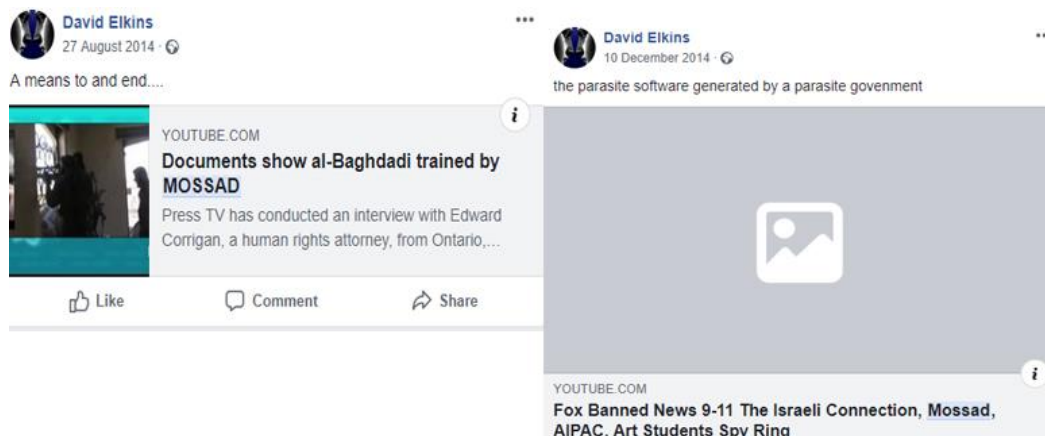 David Elkins
27 August 2014
A means to and end....
YOUTUBE.COM
Documents show al-Baghdadi trained by
MOSSAD
Press TV has conducted an interview with Edward
Corrigan, a human rights attorney, from Ontario,...
Like Comment Share
David Elkins
10 December 2014
the parasite software generated by a parasite govenment
YOUTUBE.COM
Fox Banned News 9-11 The Israeli Connection, Mossad,
AIPAC, Art Students Spy Ring